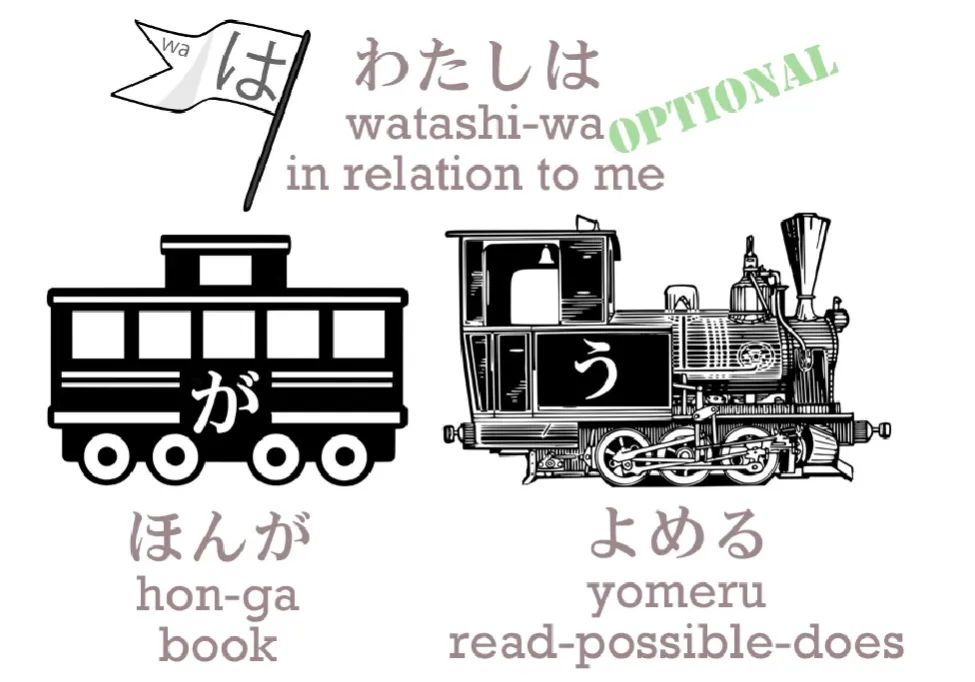 wa は
わたしは
watashi-wa
OPTIONAL
in relation to me
が
う
ほんが
hon-ga
book
よめる
yomeru
read-possible-does